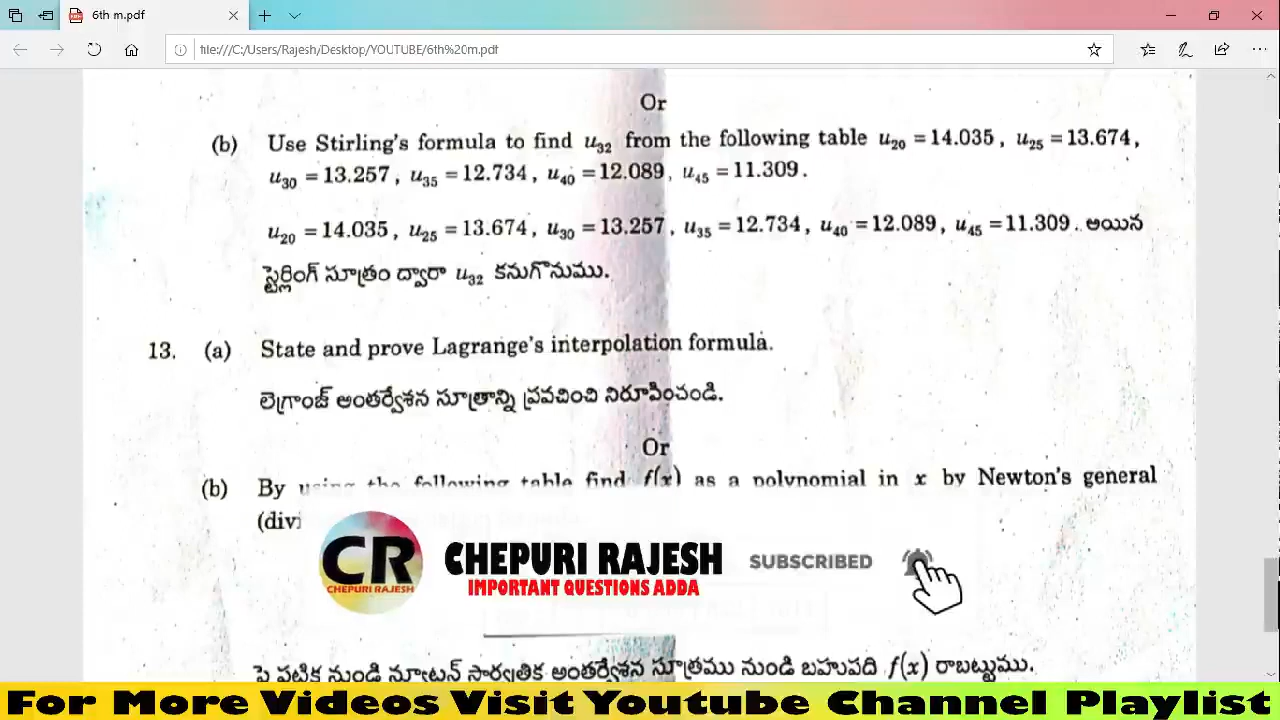 6th m.pdf
file:///C:/Users/Rajesh/Desktop/YOUTUBE/6th%20m.pdf
Or
(b) Use Stirling's formula to find u₃₂ from the following table u₂₀ = 14.035, u₂₅ = 13.674,
u₃₀ = 13.257, u₃₅ = 12.734, u₄₀ = 12.089, u₄₅ = 11.309.
u₂₀ = 14.035, u₂₅ = 13.674, u₃₀ = 13.257, u₃₅ = 12.734, u₄₀ = 12.089, u₄₅ = 11.309. అయిన
స్టెర్లింగ్ సూత్రం ద్వారా u₃₂ కనుగొనుము.
13. (a) State and prove Lagrange's interpolation formula.
లెగ్రాంజ్ అంతర్వేశన సూత్రాన్ని ప్రవచించి నిరూపించండి.
Or
(b) By using the following table find f(x) as a polynomial in x by Newton's general
(divi
CR
CHEPURI RAJESH
CHEPURI RAJESH
IMPORTANT QUESTIONS ADDA
SUBSCRIBED
పై పట్టిక నుండి న్యూటన్ సార్వత్రిక అంతర్వేశన సూత్రము నుండి బహుపది f(x) రాబట్టుము.
For More Videos Visit Youtube Channel Playlist